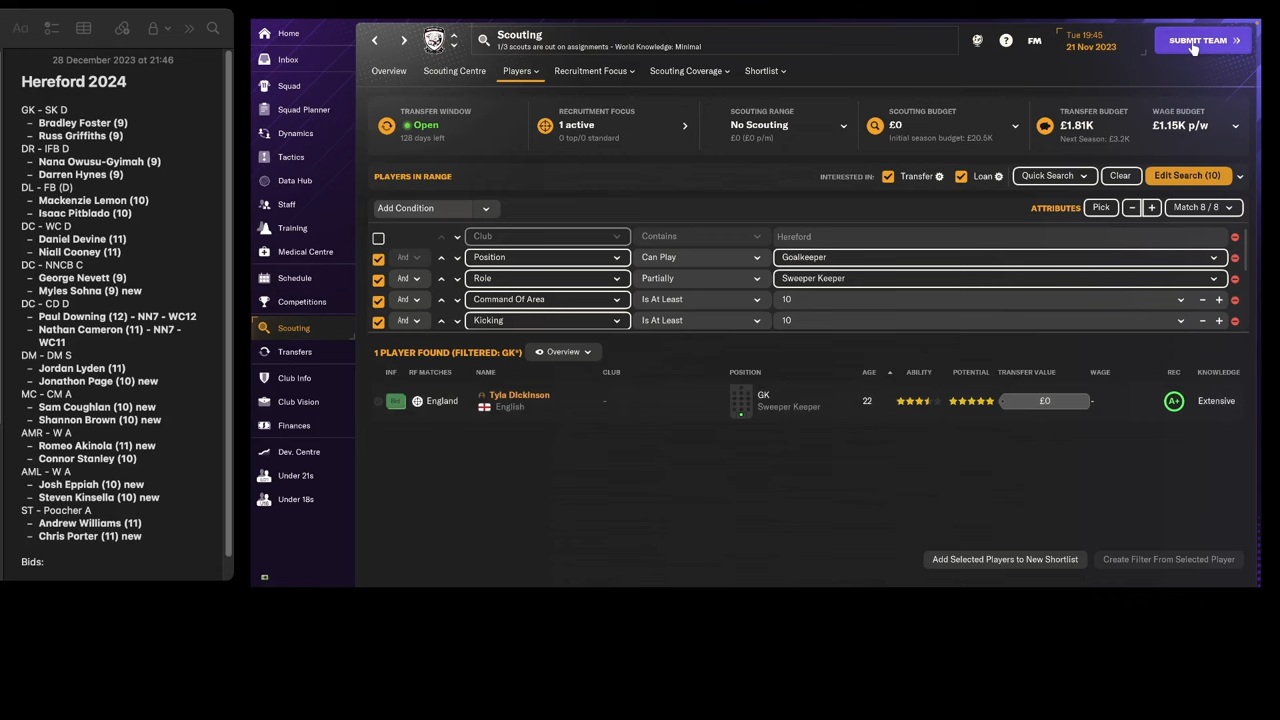 Aa
28 December 2023 at 21:46
Hereford 2024
GK - SK D
– Bradley Foster (9)
– Russ Griffiths (9)
DR - IFB D
– Nana Owusu-Gyimah (9)
– Darren Hynes (9)
DL - FB (D)
– Mackenzie Lemon (10)
– Isaac Pitblado (10)
DC - WC D
– Daniel Devine (11)
– Niall Cooney (11)
DC - NNCB C
– George Nevett (9)
– Myles Sohna (9) new
DC - CD D
– Paul Downing (12) - NN7 - WC12
– Nathan Cameron (11) - NN7 -
WC11
DM - DM S
– Jordan Lyden (11)
– Jonathon Page (10) new
MC - CM A
– Sam Coughlan (10) new
– Shannon Brown (10) new
AMR - W A
– Romeo Akinola (11) new
– Connor Stanley (10)
AML - W A
– Josh Eppiah (10) new
– Steven Kinsella (10) new
ST - Poacher A
– Andrew Williams (11)
– Chris Porter (11) new
Bids:
Home
Inbox
Squad
Squad Planner
Dynamics
Tactics
Data Hub
Staff
Training
Medical Centre
Schedule
Competitions
Scouting
Transfers
Club Info
Club Vision
Finances
Dev. Centre
Under 21s
Under 18s
Scouting
1/3 scouts are out on assignments - World Knowledge: Minimal
FM
Tue 19:45
21 Nov 2023
SUBMIT TEAM
Overview Scouting Centre Players Recruitment Focus Scouting Coverage Shortlist
TRANSFER WINDOW
Open
128 days left
RECRUITMENT FOCUS
1 active
0 top/0 standard
SCOUTING RANGE
No Scouting
£0 (£0 p/m)
SCOUTING BUDGET
£0
Initial season budget: £20.5K
TRANSFER BUDGET
£1.81K
Next Season: £3.2K
WAGE BUDGET
£1.15K p/w
PLAYERS IN RANGE
INTERESTED IN: Transfer Loan Quick Search Clear Edit Search (10)
Add Condition
ATTRIBUTES Pick − + Match 8 / 8
Club Contains Hereford
And Position Can Play Goalkeeper
And Role Partially Sweeper Keeper
And Command Of Area Is At Least 10 − +
And Kicking Is At Least 10 − +
1 PLAYER FOUND (FILTERED: GK*) Overview
INF RF MATCHES NAME CLUB POSITION AGE ABILITY POTENTIAL TRANSFER VALUE WAGE REC KNOWLEDGE
England Tyla Dickinson - GK 22 £0 - A+ Extensive
English Sweeper Keeper
Add Selected Players to New Shortlist Create Filter From Selected Player